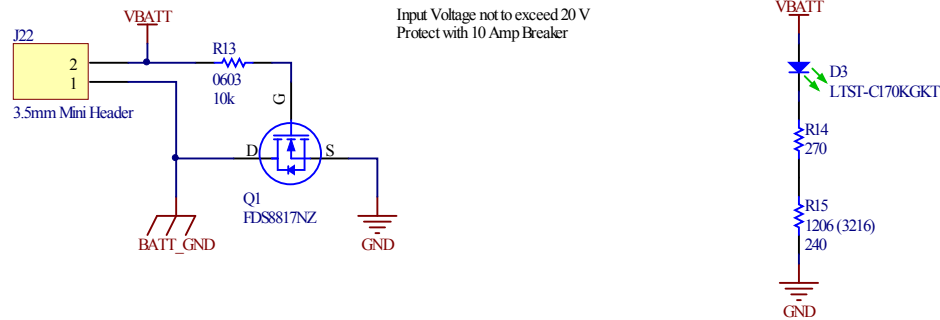 VBATT
Input Voltage not to exceed 20 V
Protect with 10 Amp Breaker
J22
2
1
3.5mm Mini Header
R13
0603
10k
G
D
S
Q1
FDS8817NZ
BATT_GND
GND
VBATT
D3
LTST-C170KGKT
R14
270
R15
1206 (3216)
240
GND